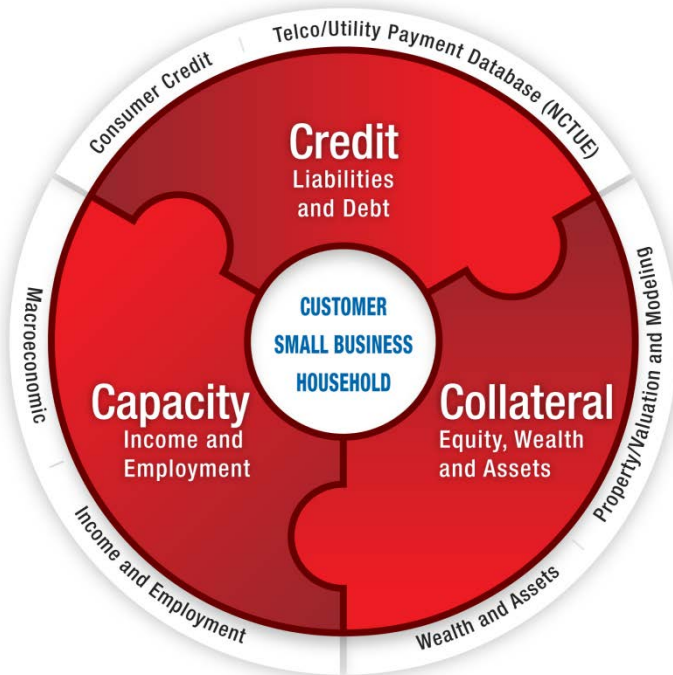 Consumer Credit
Telco/Utility Payment Database (NCTUE)
Credit
Liabilities
and Debt
CUSTOMER
SMALL BUSINESS
HOUSEHOLD
Capacity
Income and
Employment
Collateral
Equity, Wealth
and Assets
Macroeconomic
Income and Employment
Property/Valuation and Modeling
Wealth and Assets